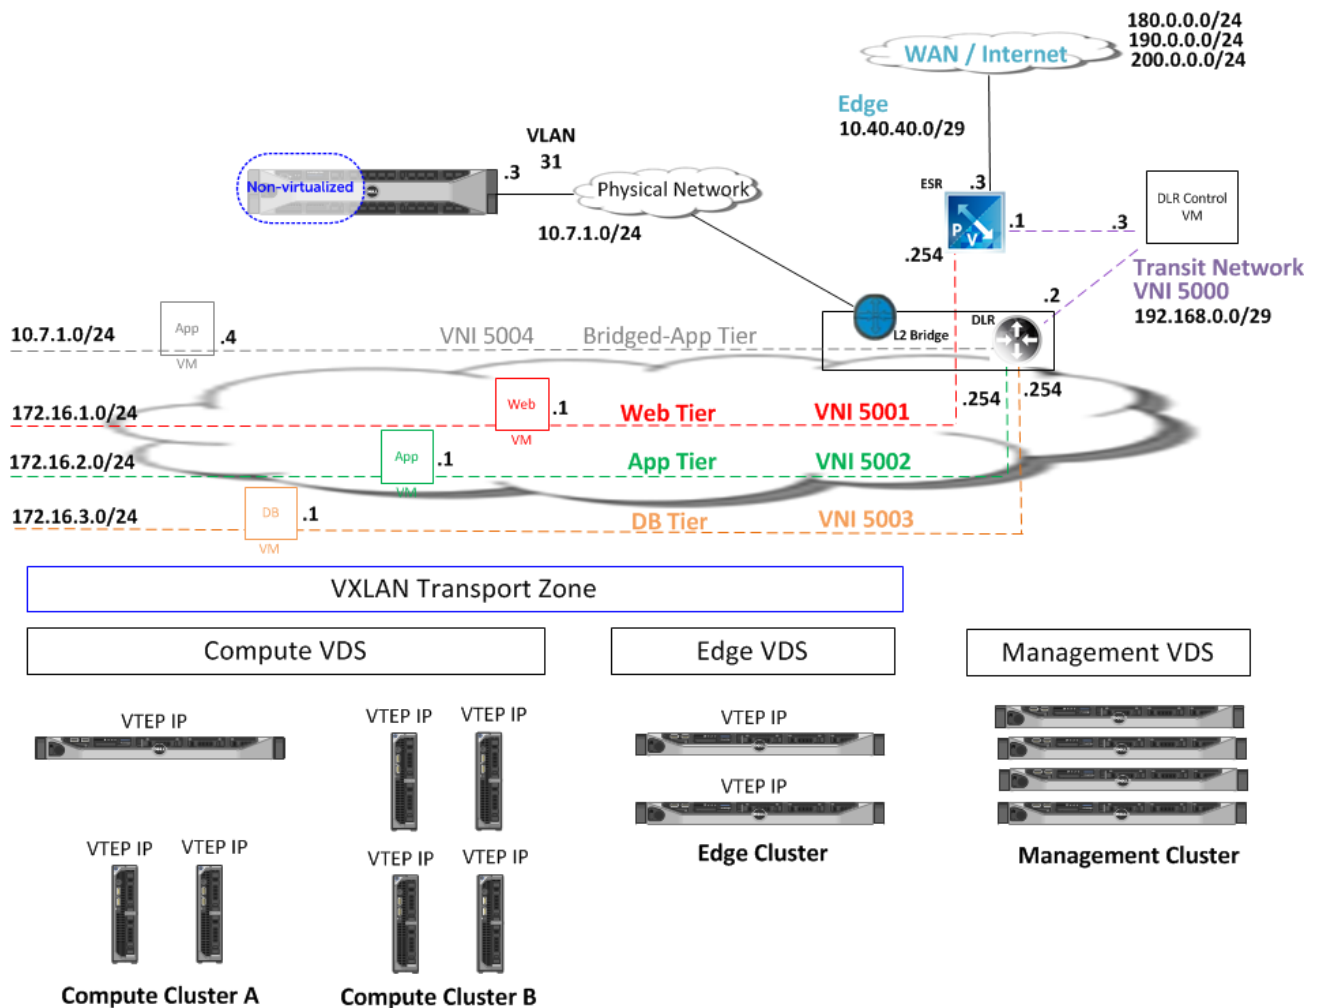 180.0.0.0/24
190.0.0.0/24
200.0.0.0/24
WAN / Internet
Edge
10.40.40.0/29
VLAN
31
.3
Non-virtualized
Physical Network
10.7.1.0/24
ESR
.3
P
V
.1
.3
DLR Control
VM
.254
Transit Network
VNI 5000
192.168.0.0/29
.2
DLR
L2 Bridge
10.7.1.0/24
App
VM
.4
VNI 5004
Bridged-App Tier
.254
.254
172.16.1.0/24
Web
VM
.1
Web Tier
VNI 5001
172.16.2.0/24
App
VM
.1
App Tier
VNI 5002
172.16.3.0/24
DB
VM
.1
DB Tier
VNI 5003
VXLAN Transport Zone
Compute VDS
Edge VDS
Management VDS
VTEP IP
VTEP IP
VTEP IP
VTEP IP
VTEP IP
VTEP IP
VTEP IP
VTEP IP
VTEP IP
Edge Cluster
Management Cluster
Compute Cluster A
Compute Cluster B